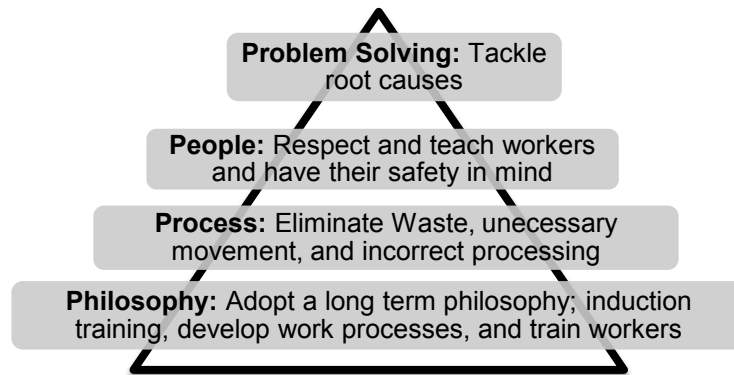 Problem Solving: Tackle
root causes
People: Respect and teach workers
and have their safety in mind
Process: Eliminate Waste, unecessary
movement, and incorrect processing
Philosophy: Adopt a long term philosophy; induction
training, develop work processes, and train workers